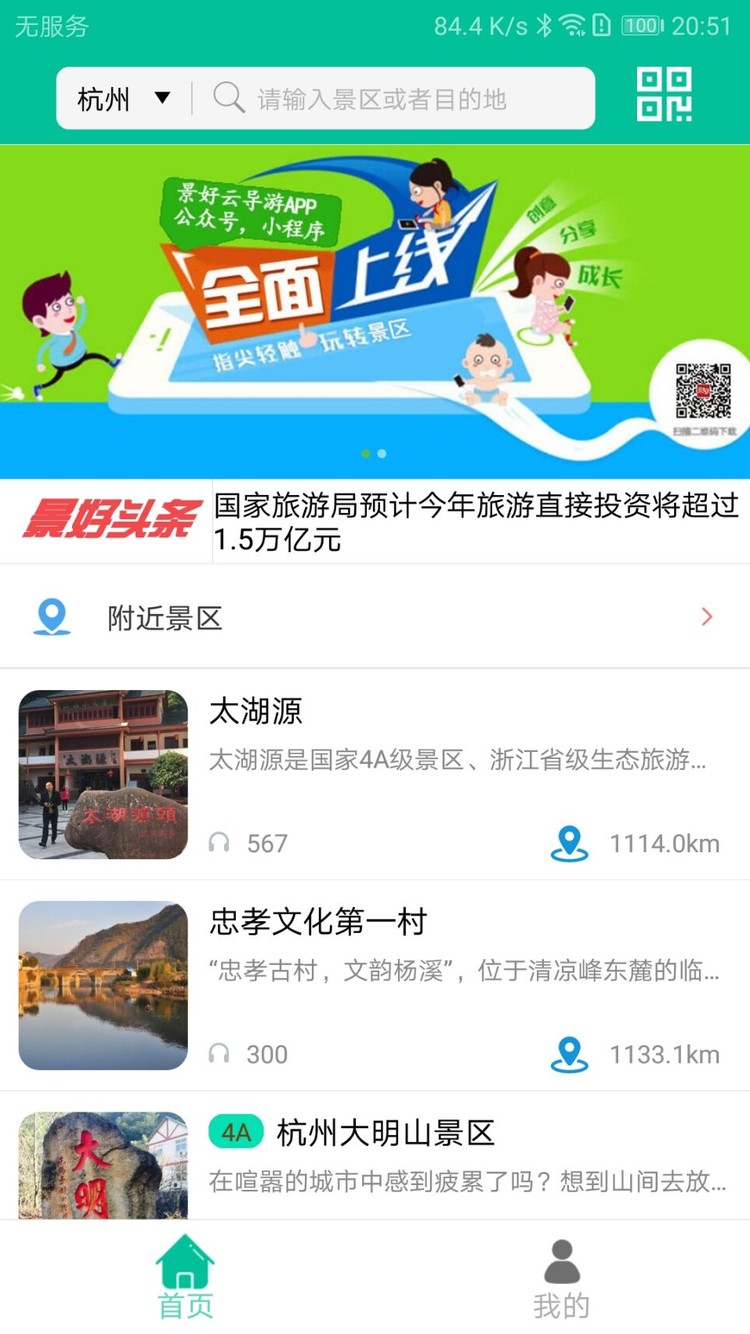 无服务
84.4 K/s
100
20:51
杭州
请输入景区或者目的地
景好云导游APP
公众号，小程序
全面上线
指尖轻触 玩转景区
创意
分享
成长
扫描二维码下载
景好头条
国家旅游局预计今年旅游直接投资将超过
1.5万亿元
附近景区
太湖源
太湖源是国家4A级景区、浙江省级生态旅游...
567
1114.0km
太湖源
太湖源頭
忠孝文化第一村
“忠孝古村，文韵杨溪”，位于清凉峰东麓的临...
300
1133.1km
4A 杭州大明山景区
在喧嚣的城市中感到疲累了吗？想到山间去放...
大明
首页
我的